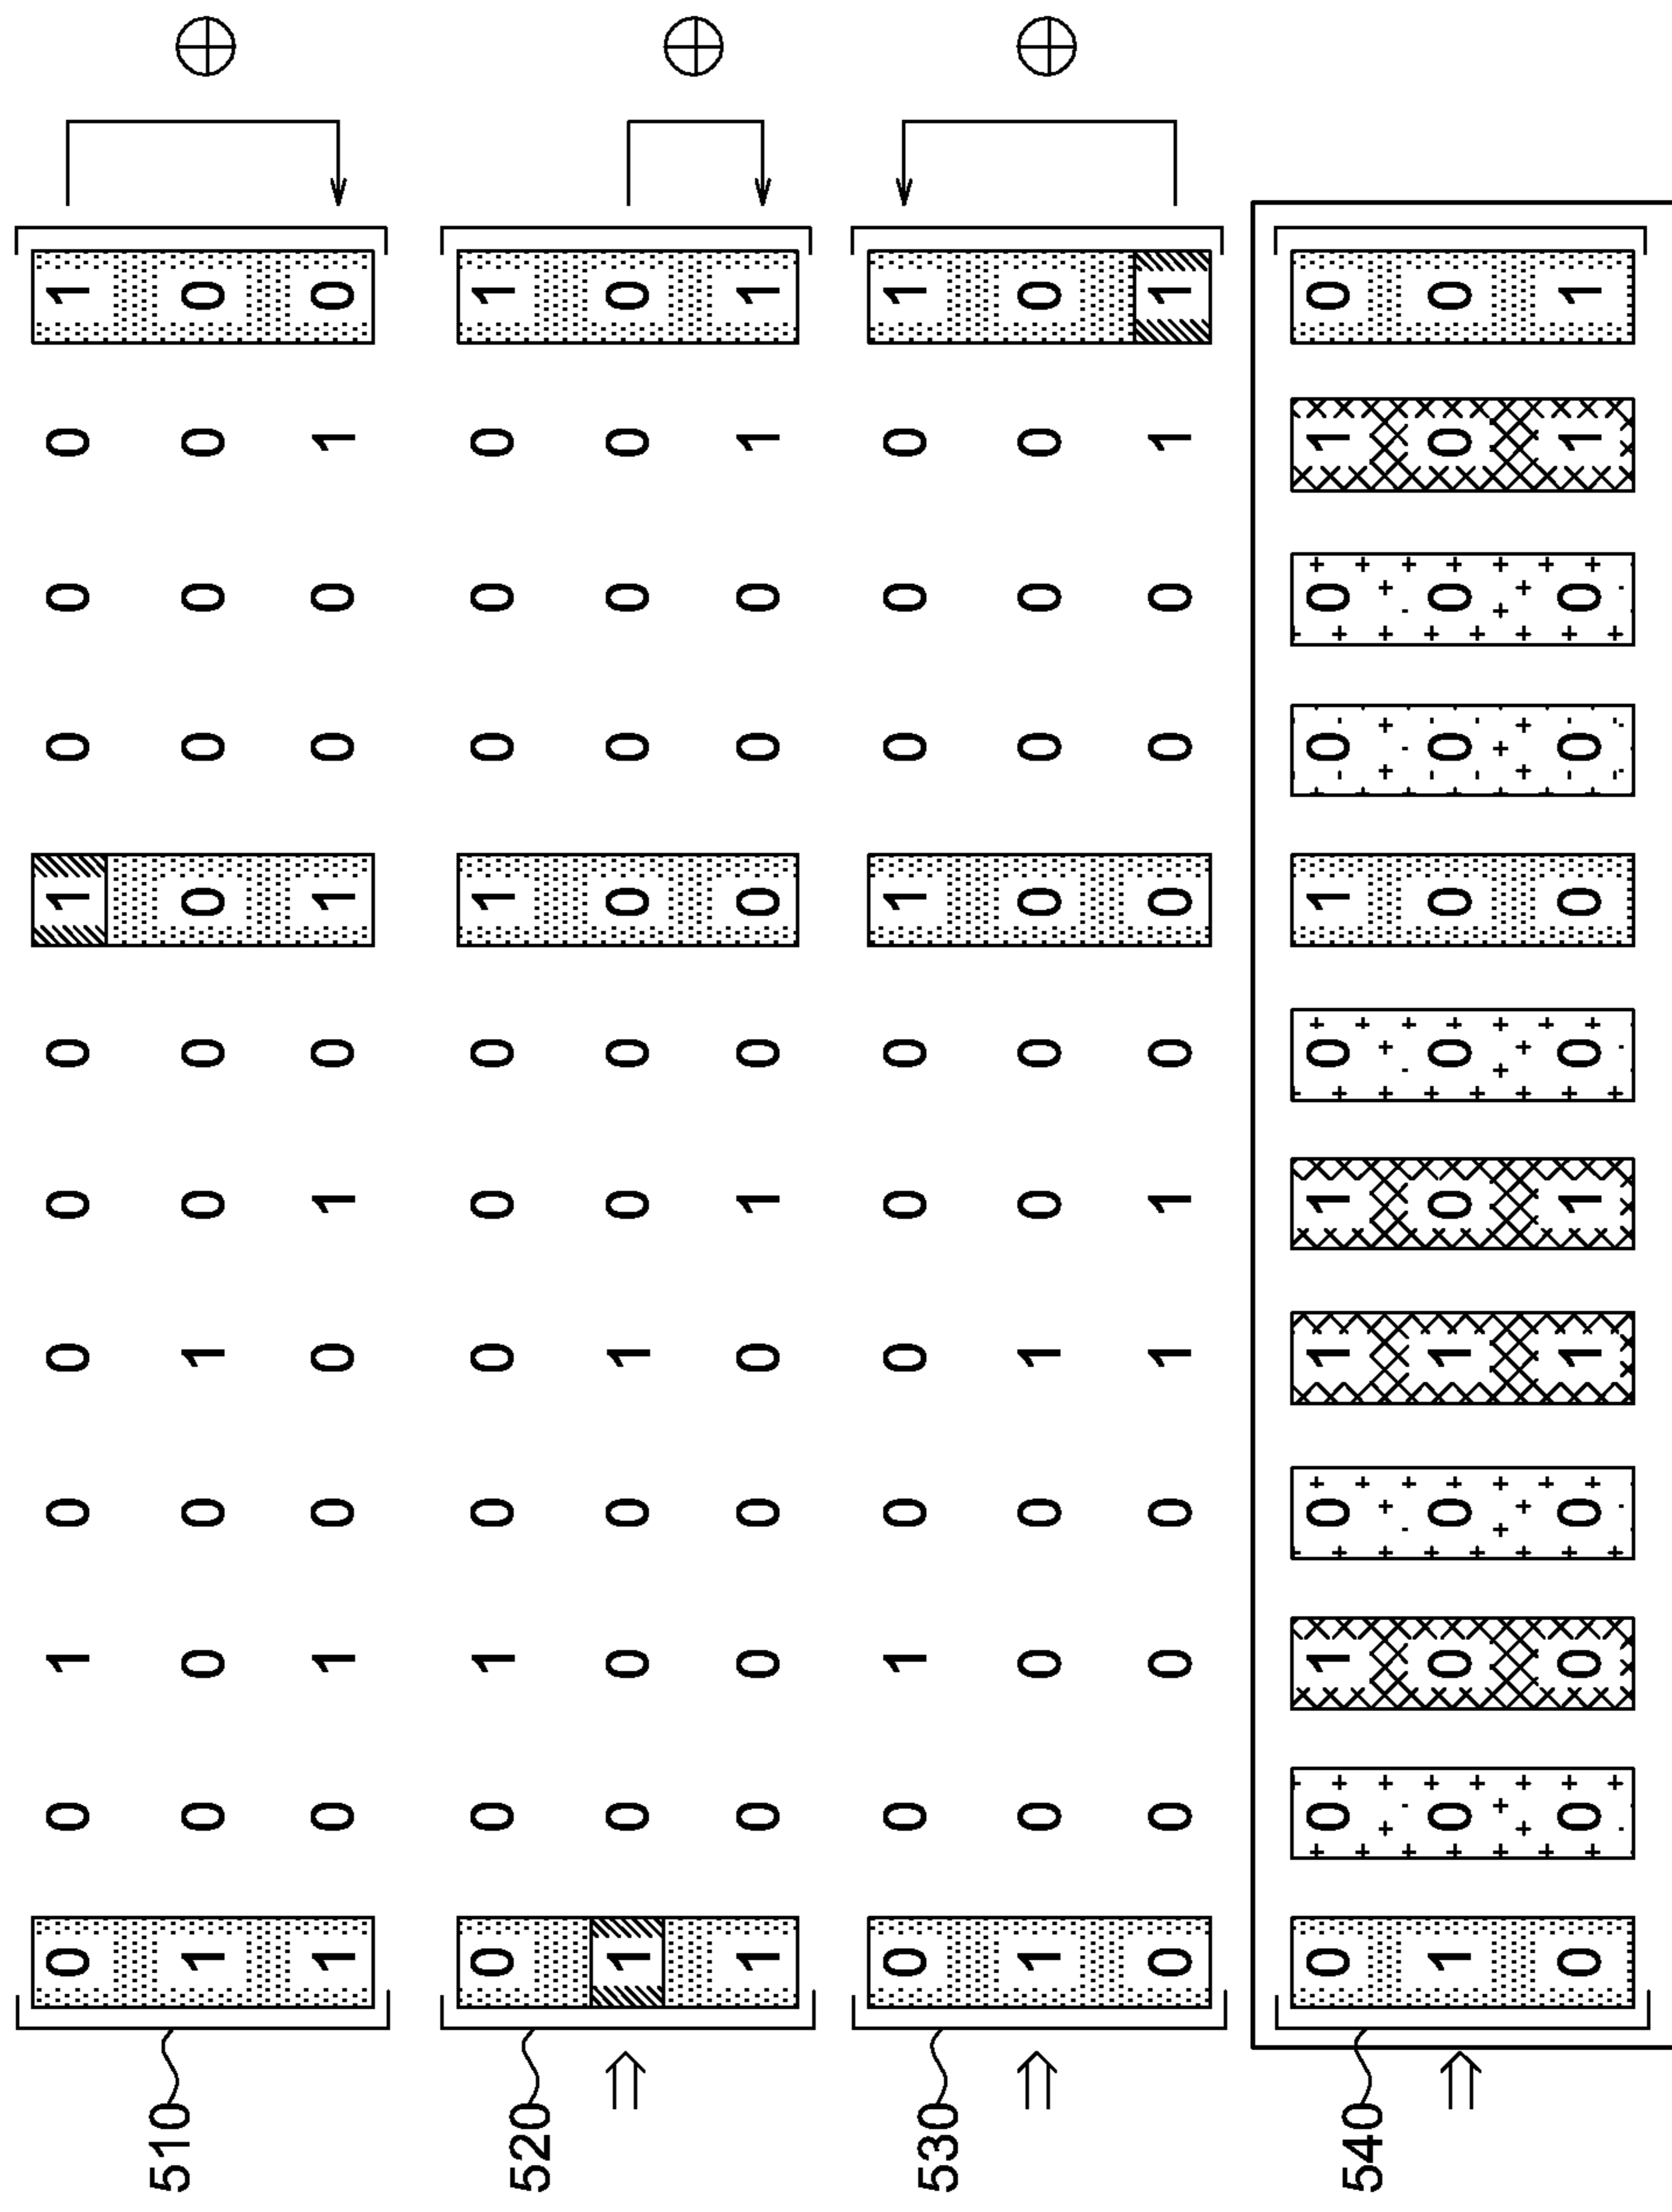 0 0 1 0 0 0 0 1 0 0 0 1
510
1 0 0 0 1 0 0 0 0 0 0 0 ⊕
1 0 1 0 0 1 0 1 0 0 1 0
0 0 1 0 0 0 0 1 0 0 0 1
520
⇒ 1 0 0 0 1 0 0 0 0 0 0 0
⊕
1 0 0 0 0 1 0 0 0 0 1 1
0 0 1 0 0 0 0 1 0 0 0 1
530
⇒ 1 0 0 0 1 0 0 0 0 0 0 0 ⊕
0 0 0 0 1 1 0 0 0 0 1 1
0 0 1 0 1 1 0 1 0 0 1 0
540
⇒ 1 0 0 0 1 0 0 0 0 0 0 0
0 0 0 0 1 1 0 0 0 0 1 1